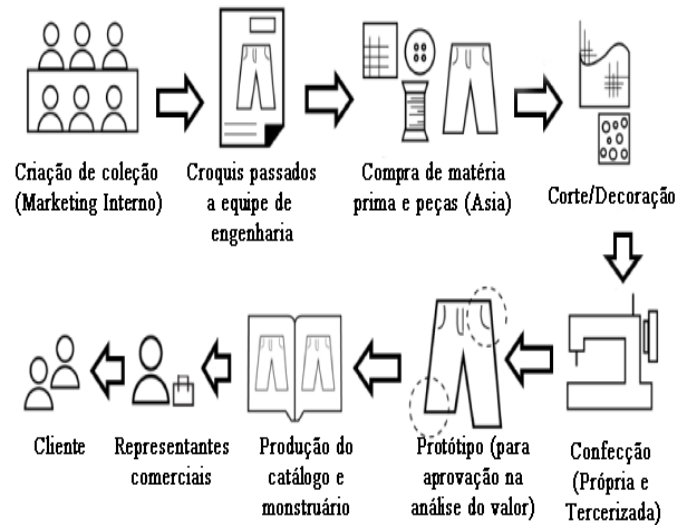 Criação de coleção
(Marketing Interno)
Croquis passados
a equipe de
engenharia
Compra de matéria
prima e peças (Asia)
Corte/Decoração
Cliente
Representantes
comerciais
Produção do
catálogo e
monstruário
Protótipo (para
aprovação na
análise do valor)
Confecção
(Própria e
Tercerizada)